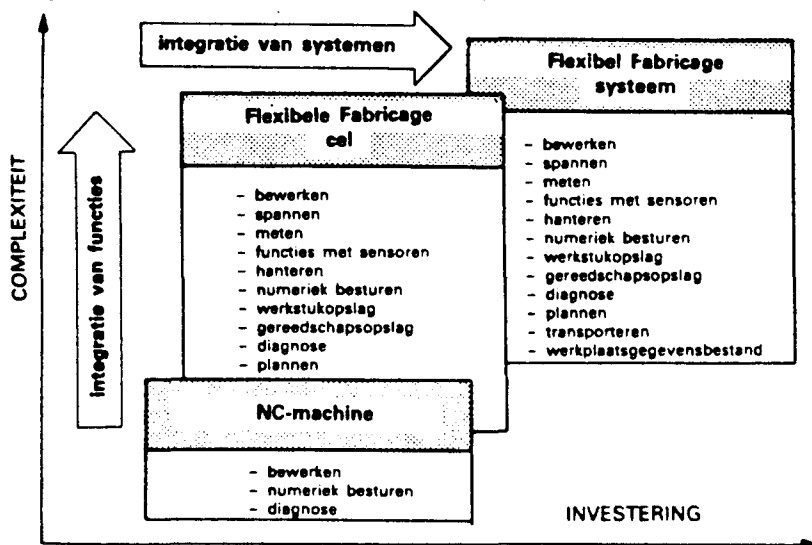 integratie van systemen
Flexibel Fabricage
systeem
- bewerken
- spannen
- meten
- functies met sensoren
- hanteren
- numeriek besturen
- werkstukopslag
- gereedschapsopslag
- diagnose
- plannen
- transporteren
- werkplaatsgegevensbestand
Flexibele Fabricage
cel
- bewerken
- spannen
- meten
- functies met sensoren
- hanteren
- numeriek besturen
- werkstukopslag
- gereedschapsopslag
- diagnose
- plannen
NC-machine
- bewerken
- numeriek besturen
- diagnose
COMPLEXITEIT
integratie van functies
INVESTERING